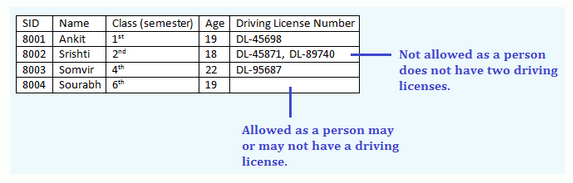 SID Name Class (semester) Age Driving License Number
8001 Ankit 1st 19 DL-45698
8002 Srishti 2nd 18 DL-45871, DL-89740
8003 Somvir 4th 22 DL-95687
8004 Sourabh 6th 19
Not allowed as a person
does not have two driving
licenses.
Allowed as a person may
or may not have a driving
license.